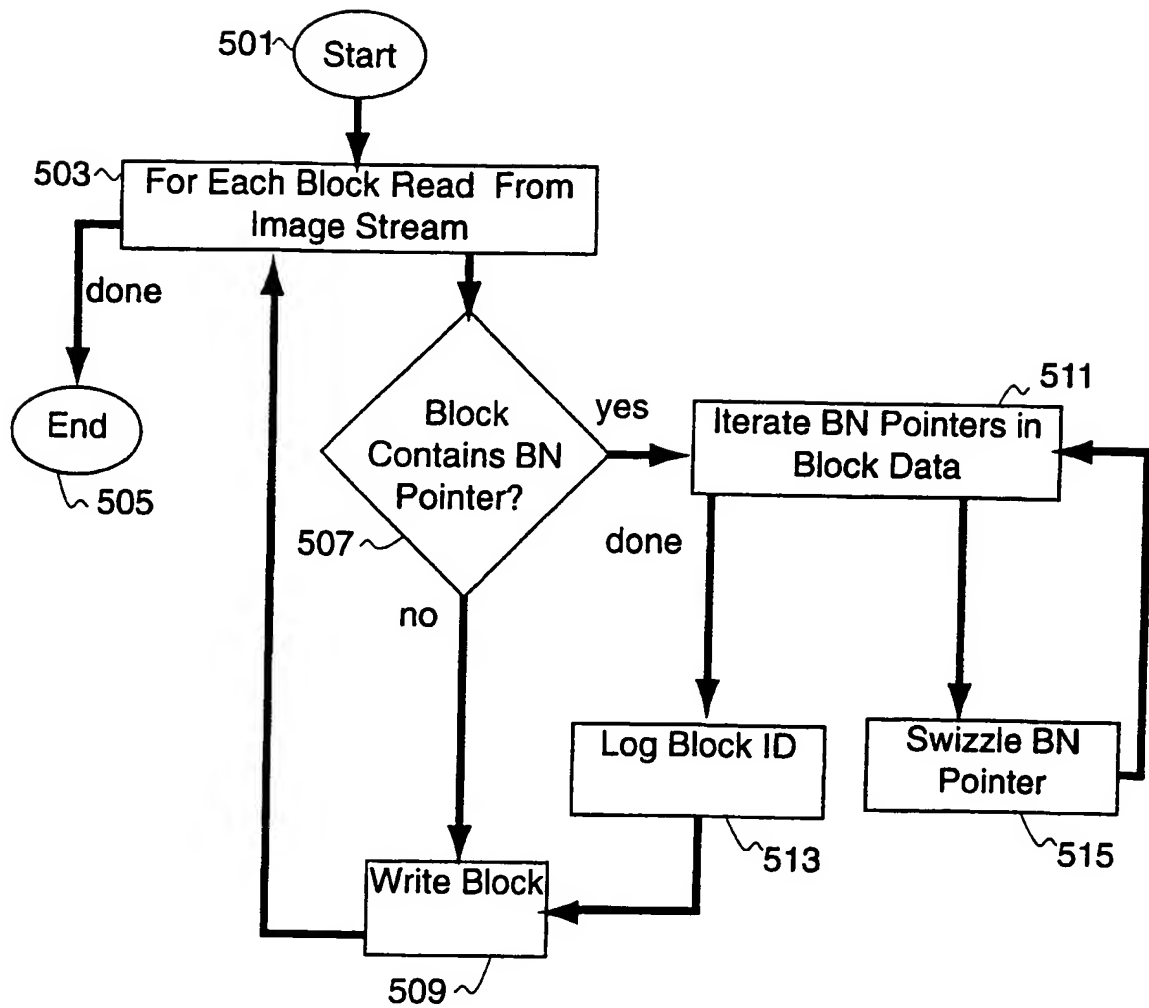 501
Start
503
For Each Block Read From
Image Stream
done
End
505
Block
Contains BN
Pointer?
507
yes
no
511
Iterate BN Pointers in
Block Data
done
Log Block ID
513
Swizzle BN
Pointer
515
Write Block
509